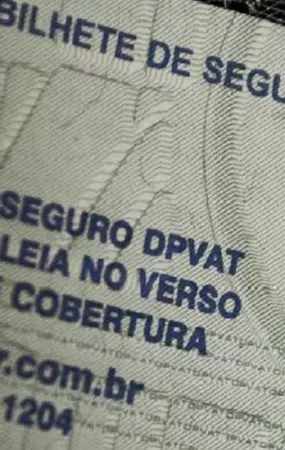 BILHETE DE SEGU
SEGURO DPVAT
LEIA NO VERSO
E COBERTURA
r.com.br
1204